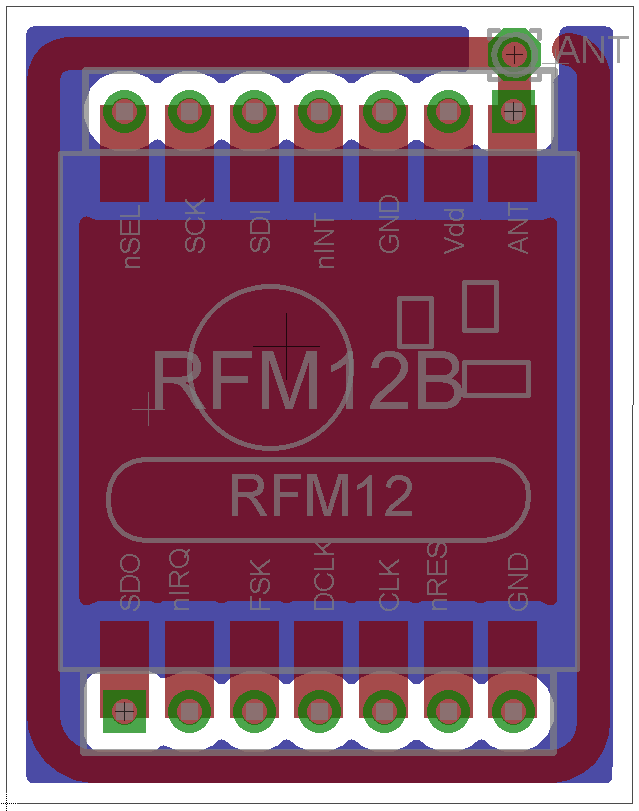 ANT
nSEL SCK SDI nINT GND Vdd ANT
RFM12B
RFM12
SDO nIRQ FSK DCLK CLK nRES GND